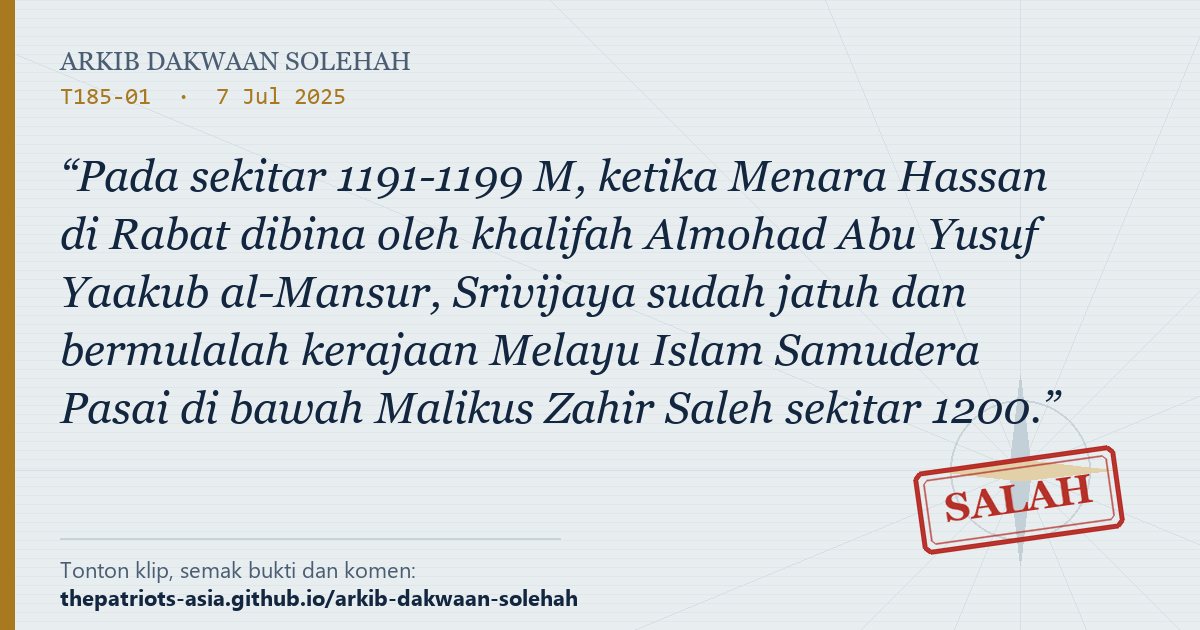 ARKIB DAKWAAN SOLEHAH
T185-01 · 7 Jul 2025
“Pada sekitar 1191-1199 M, ketika Menara Hassan
di Rabat dibina oleh khalifah Almohad Abu Yusuf
Yaakub al-Mansur, Srivijaya sudah jatuh dan
bermulalah kerajaan Melayu Islam Samudera
Pasai di bawah Malikus Zahir Saleh sekitar 1200.”
SALAH
Tonton klip, semak bukti dan komen:
thepatriots-asia.github.io/arkib-dakwaan-solehah